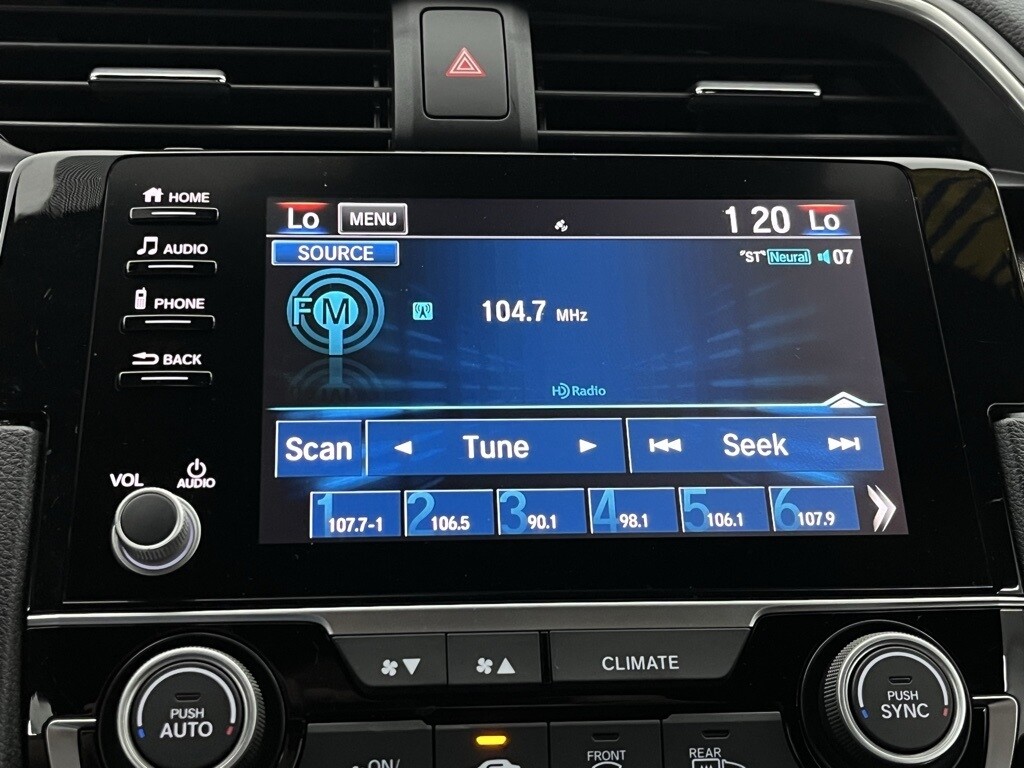 HOME
AUDIO
PHONE
BACK
VOL
AUDIO
Lo MENU 1 20 Lo
SOURCE
"ST" Neural 07
FM
104.7 MHz
HD Radio
Scan Tune Seek
1 107.7-1 2 106.5 3 90.1 4 98.1 5 106.1 6 107.9
CLIMATE
PUSH
AUTO
PUSH
SYNC
ON/
FRONT
REAR